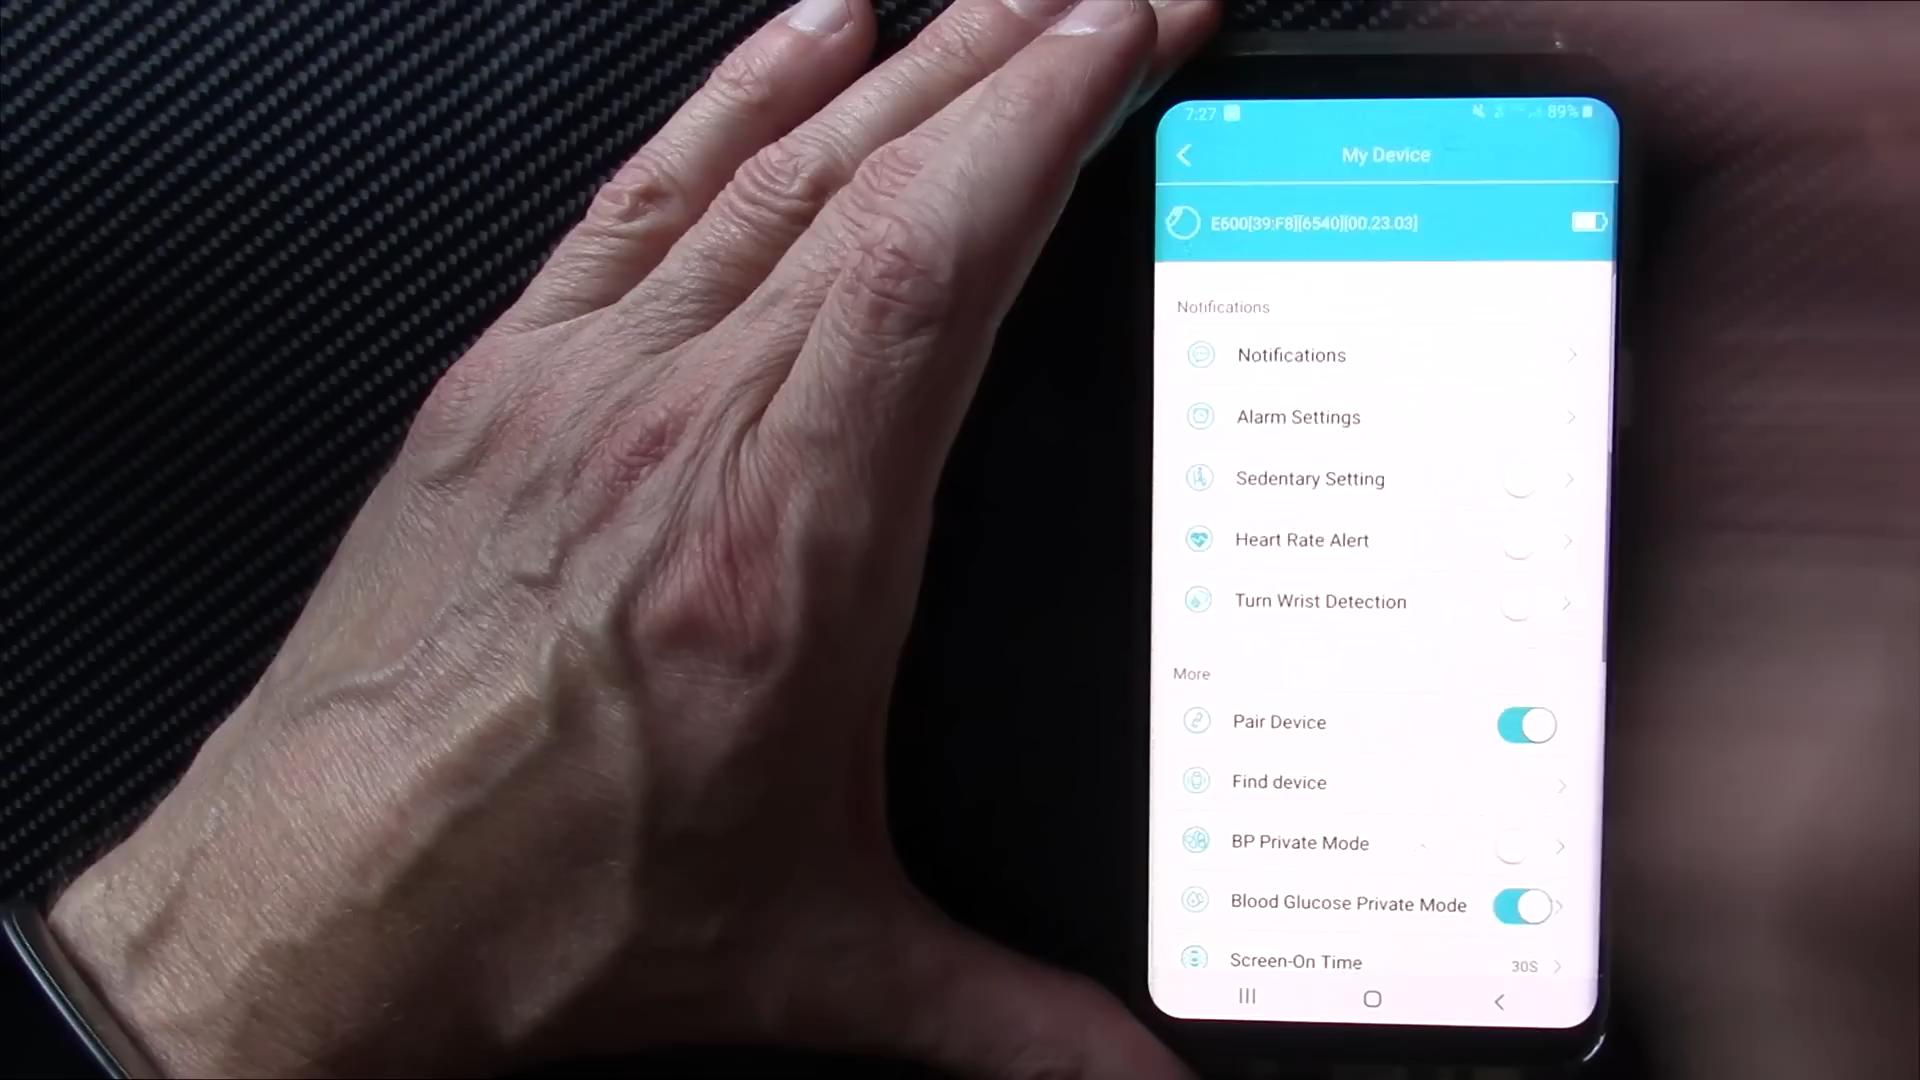 7:27 89%
My Device
E600[39:F8][6540][00.23.03]
Notifications
Notifications
Alarm Settings
Sedentary Setting
Heart Rate Alert
Turn Wrist Detection
More
Pair Device
Find device
BP Private Mode
Blood Glucose Private Mode
Screen-On Time 30S